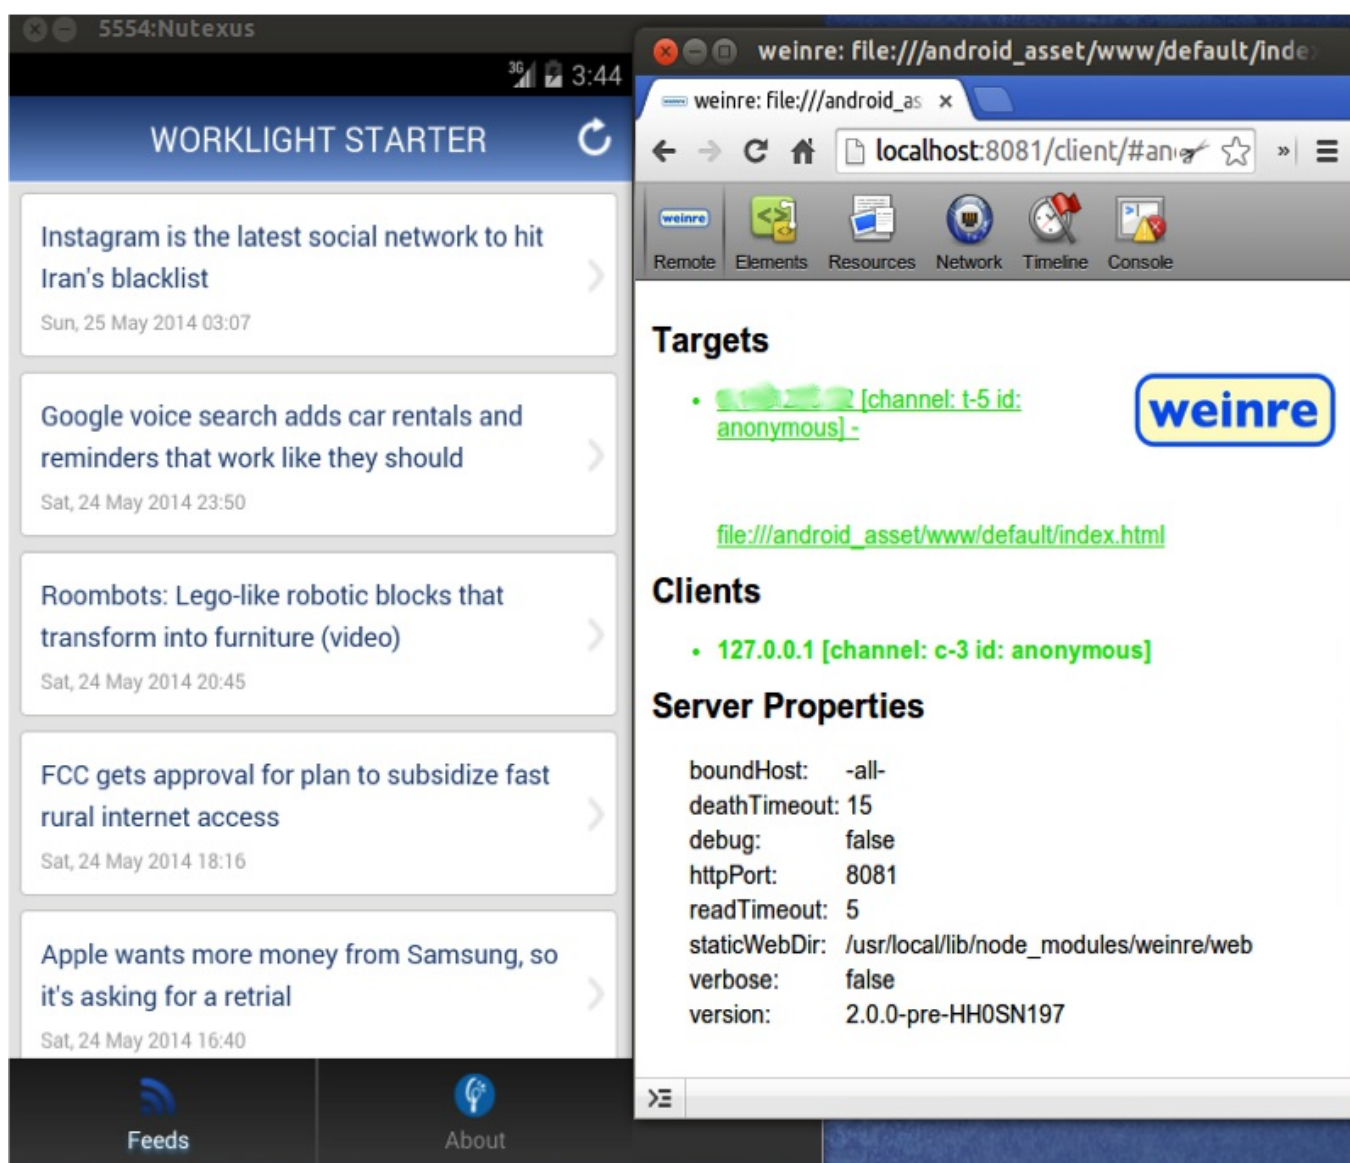 5554:Nutexus
3G 3:44
WORKLIGHT STARTER
Instagram is the latest social network to hit
Iran's blacklist
Sun, 25 May 2014 03:07
Google voice search adds car rentals and
reminders that work like they should
Sat, 24 May 2014 23:50
Roombots: Lego-like robotic blocks that
transform into furniture (video)
Sat, 24 May 2014 20:45
FCC gets approval for plan to subsidize fast
rural internet access
Sat, 24 May 2014 18:16
Apple wants more money from Samsung, so
it's asking for a retrial
Sat, 24 May 2014 16:40
Feeds About
weinre: file:///android_asset/www/default/inde
weinre: file:///android_as
localhost:8081/client/#an
weinre
Remote Elements Resources Network Timeline Console
Targets
[channel: t-5 id:
anonymous] -
weinre
file:///android_asset/www/default/index.html
Clients
127.0.0.1 [channel: c-3 id: anonymous]
Server Properties
boundHost: -all-
deathTimeout: 15
debug: false
httpPort: 8081
readTimeout: 5
staticWebDir: /usr/local/lib/node_modules/weinre/web
verbose: false
version: 2.0.0-pre-HH0SN197